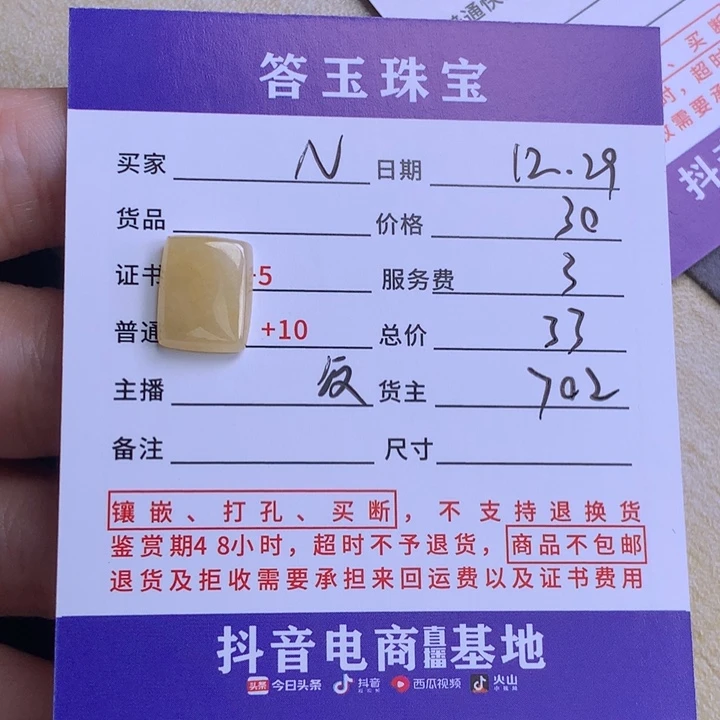 答玉珠宝
买家 N 日期 12.29
货品 价格 30
证书 +5 服务费 3
普通 +10 总价 33
主播 货主 702
备注 尺寸
镶嵌、打孔、买断，不支持退换货
鉴赏期48小时，超时不予退货，商品不包邮
退货及拒收需要承担来回运费以及证书费用
抖音电商直播基地
头条 今日头条 抖音 西瓜视频 火山